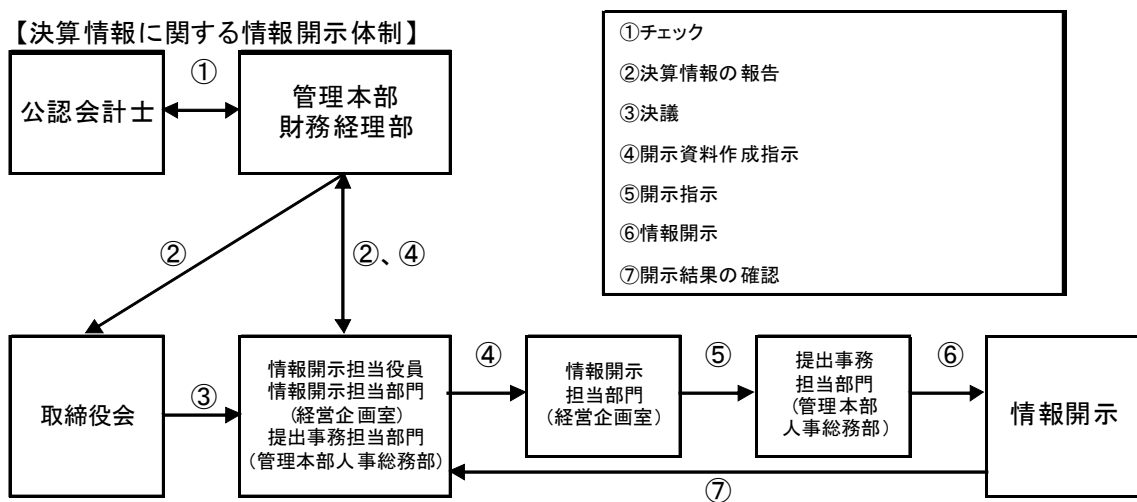 【決算情報に関する情報開示体制】
①チェック
②決算情報の報告
③決議
④開示資料作成指示
⑤開示指示
⑥情報開示
⑦開示結果の確認
公認会計士
①
管理本部
財務経理部
②
②、④
取締役会
③
情報開示担当役員
情報開示担当部門
(経営企画室)
提出事務担当部門
(管理本部人事総務部)
④
情報開示
担当部門
(経営企画室)
⑤
提出事務
担当部門
(管理本部
人事総務部)
⑥
情報開示
⑦